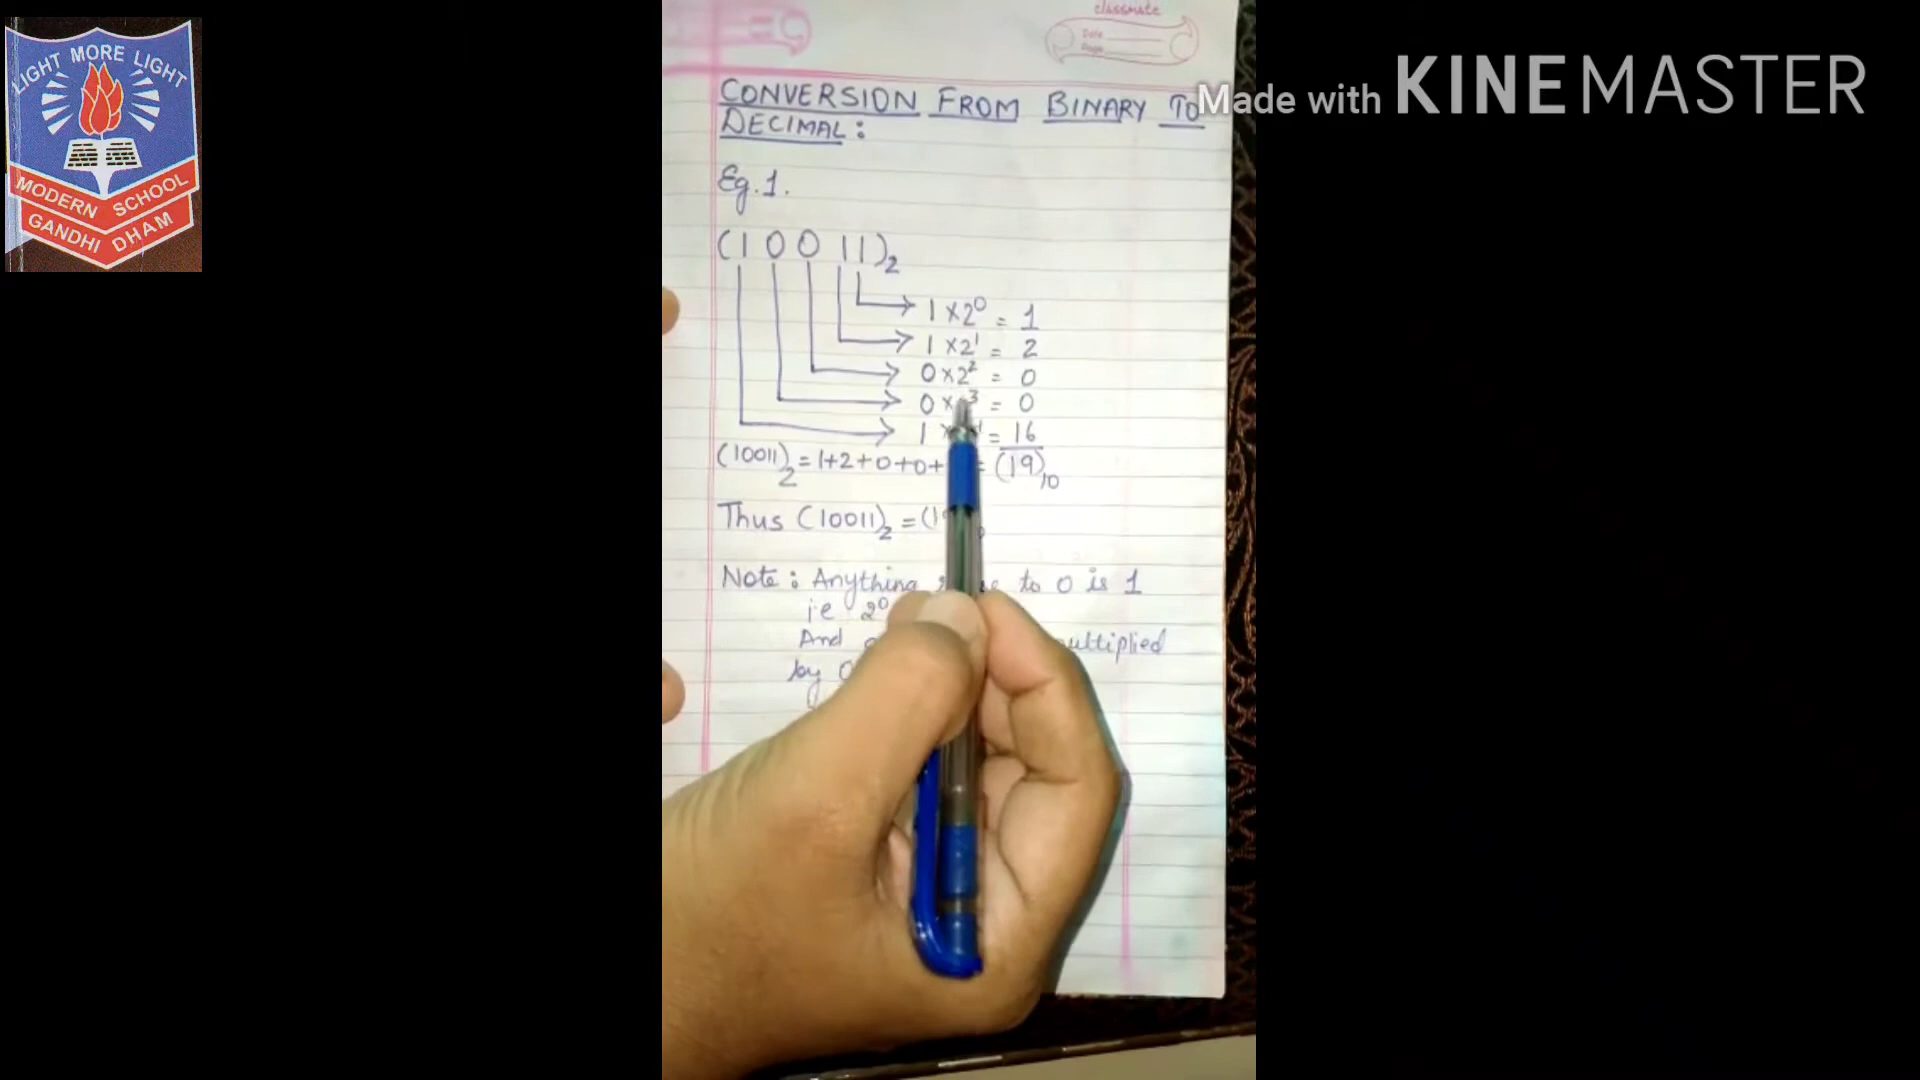 LIGHT MORE LIGHT
MODERN SCHOOL
GANDHI DHAM
classmate
Date
Page
Made with KINEMASTER
CONVERSION FROM BINARY TO
DECIMAL:
Eg.1.
(10011)₂
1×2⁰ = 1
1×2¹ = 2
0×2² = 0
0× ³ = 0
1 × = 16
(10011)₂ = 1+2+0+0+ = (19)₁₀
Thus (10011)₂ = (1
Note: Anything to 0 is 1
i.e 2⁰
And multiplied
by 0